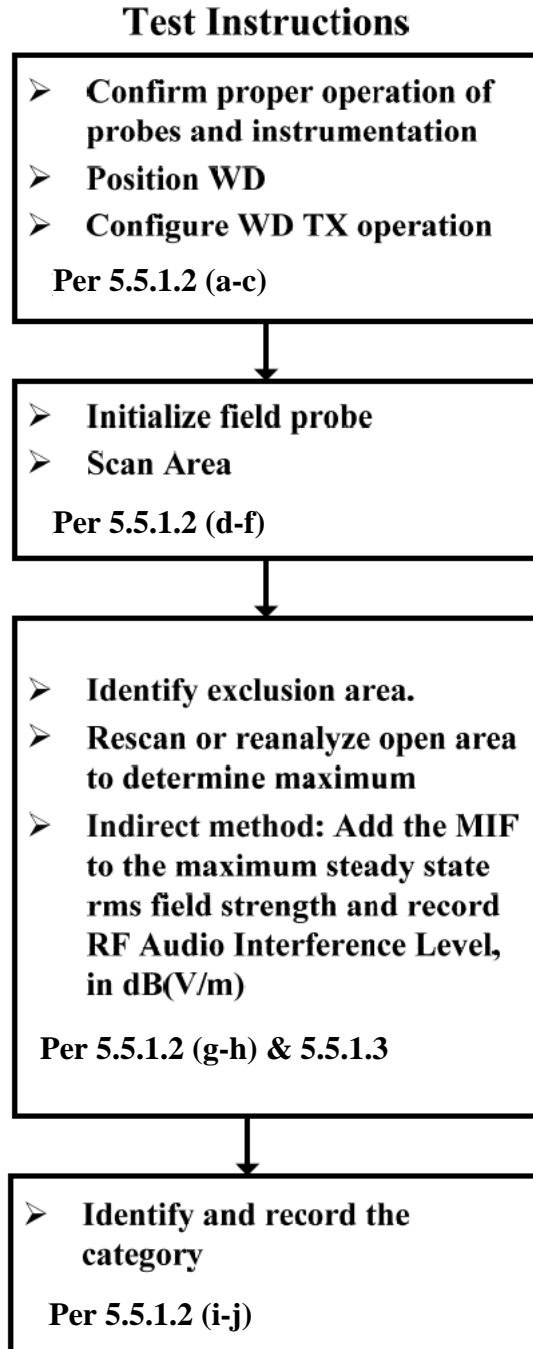 Test Instructions
➢ Confirm proper operation of
probes and instrumentation
➢ Position WD
➢ Configure WD TX operation
Per 5.5.1.2 (a-c)
➢ Initialize field probe
➢ Scan Area
Per 5.5.1.2 (d-f)
➢ Identify exclusion area.
➢ Rescan or reanalyze open area
to determine maximum
➢ Indirect method: Add the MIF
to the maximum steady state
rms field strength and record
RF Audio Interference Level,
in dB(V/m)
Per 5.5.1.2 (g-h) & 5.5.1.3
➢ Identify and record the
category
Per 5.5.1.2 (i-j)